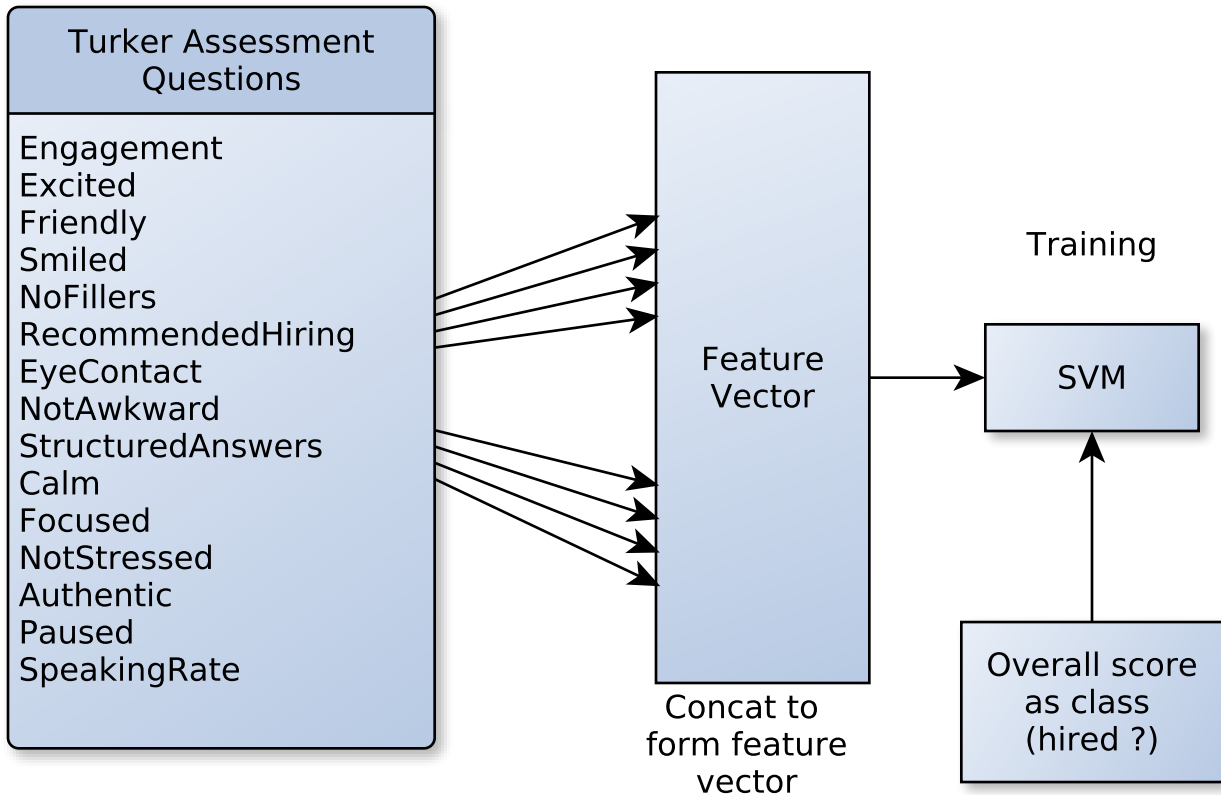 Turker Assessment
Questions
Engagement
Excited
Friendly
Smiled
NoFillers
RecommendedHiring
EyeContact
NotAwkward
StructuredAnswers
Calm
Focused
NotStressed
Authentic
Paused
SpeakingRate
Feature
Vector
Concat to
form feature
vector
Training
SVM
Overall score
as class
(hired ?)